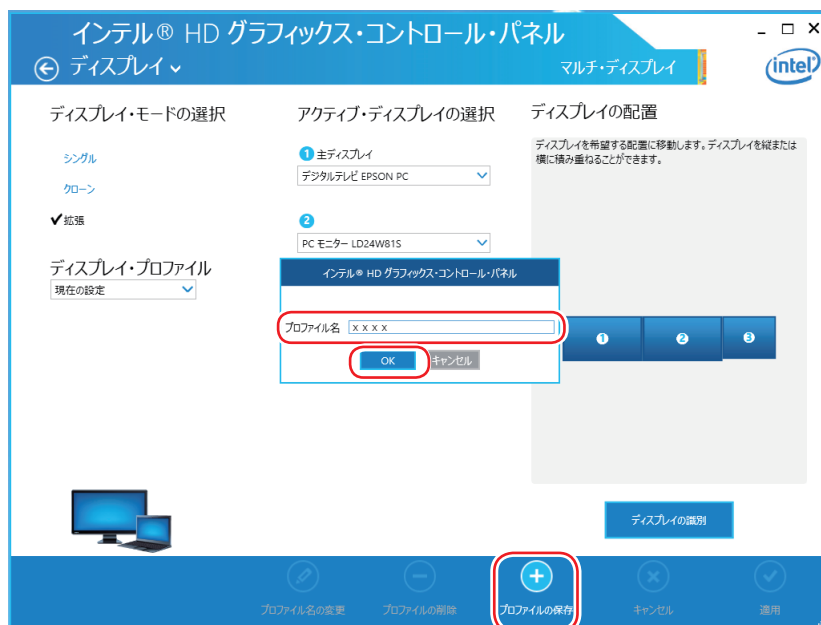 インテル® HD グラフィックス・コントロール・パネル
ディスプレイ
マルチ・ディスプレイ
intel
ディスプレイ・モードの選択
シングル
クローン
✔拡張
ディスプレイ・プロファイル
現在の設定
アクティブ・ディスプレイの選択
1 主ディスプレイ
デジタルテレビ EPSON PC
2
PC モニター LD24W81S
ディスプレイの配置
ディスプレイを希望する配置に移動します。ディスプレイを縦または
横に積み重ねることができます。
インテル® HD グラフィックス・コントロール・パネル
プロファイル名 x x x x
OK キャンセル
1 2 3
ディスプレイの識別
プロファイル名の変更 プロファイルの削除 プロファイルの保存 キャンセル 適用